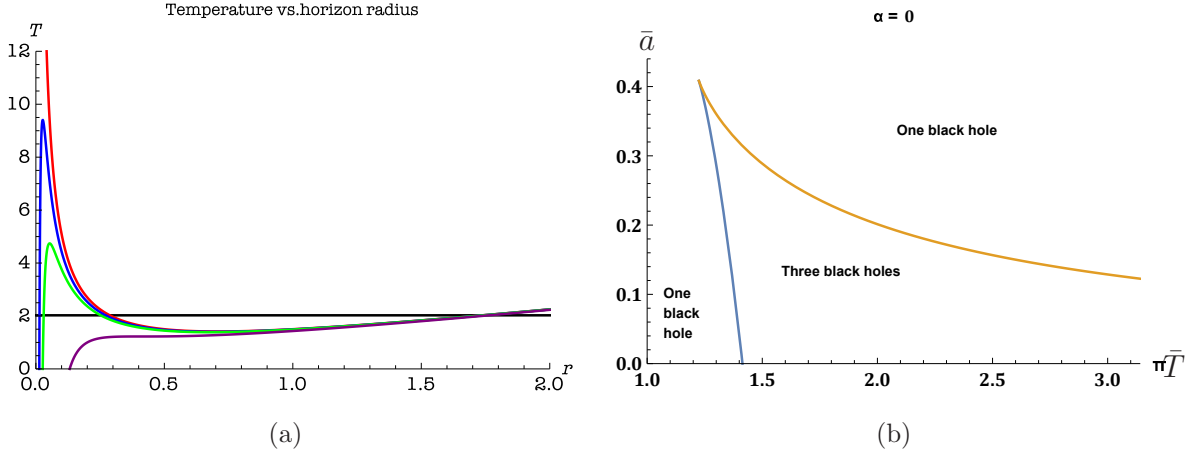 Temperature vs.horizon radius
T
12
10
8
6
4
2
0
0.0
0.5
1.0
1.5
2.0
r
(a)
α = 0
ā
0.4
0.3
0.2
0.1
0.0
One black hole
Three black holes
One
black
hole
1.0
1.5
2.0
2.5
3.0
πT̄
(b)